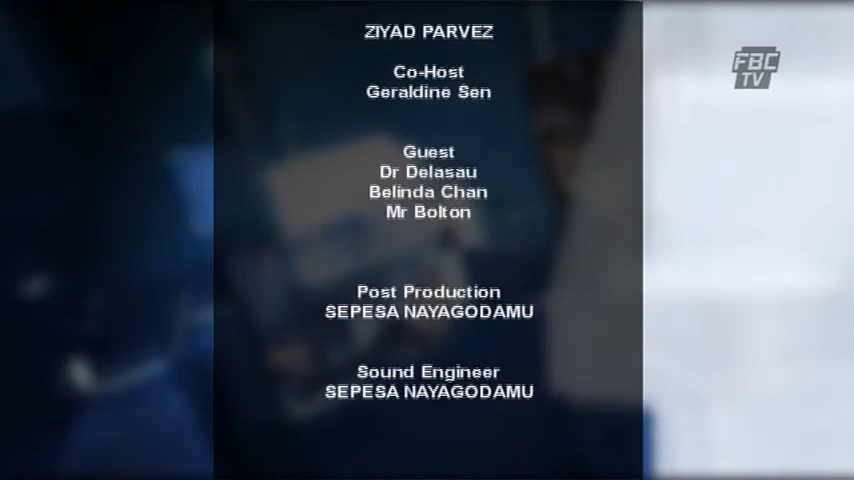 ZIYAD PARVEZ
FBC
TV
Co-Host
Geraldine Sen
Guest
Dr Delasau
Belinda Chan
Mr Bolton
Post Production
SEPESA NAYAGODAMU
Sound Engineer
SEPESA NAYAGODAMU